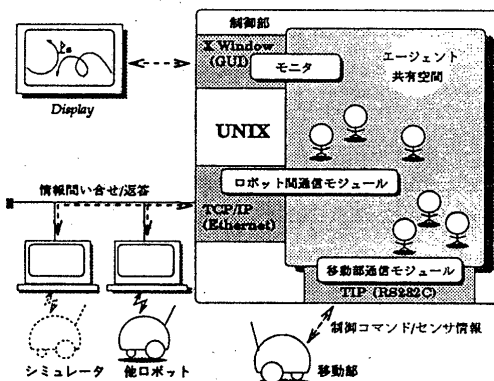 制御部
X Window
(GUI)
モニタ
エージェント
共有空間
Display
UNIX
情報問い合せ/返答
ロボット間通信モジュール
TCP/IP
(Ethernet)
移動部通信モジュール
TIP (RS232C)
制御コマンド/センサ情報
シミュレータ
他ロボット
移動部